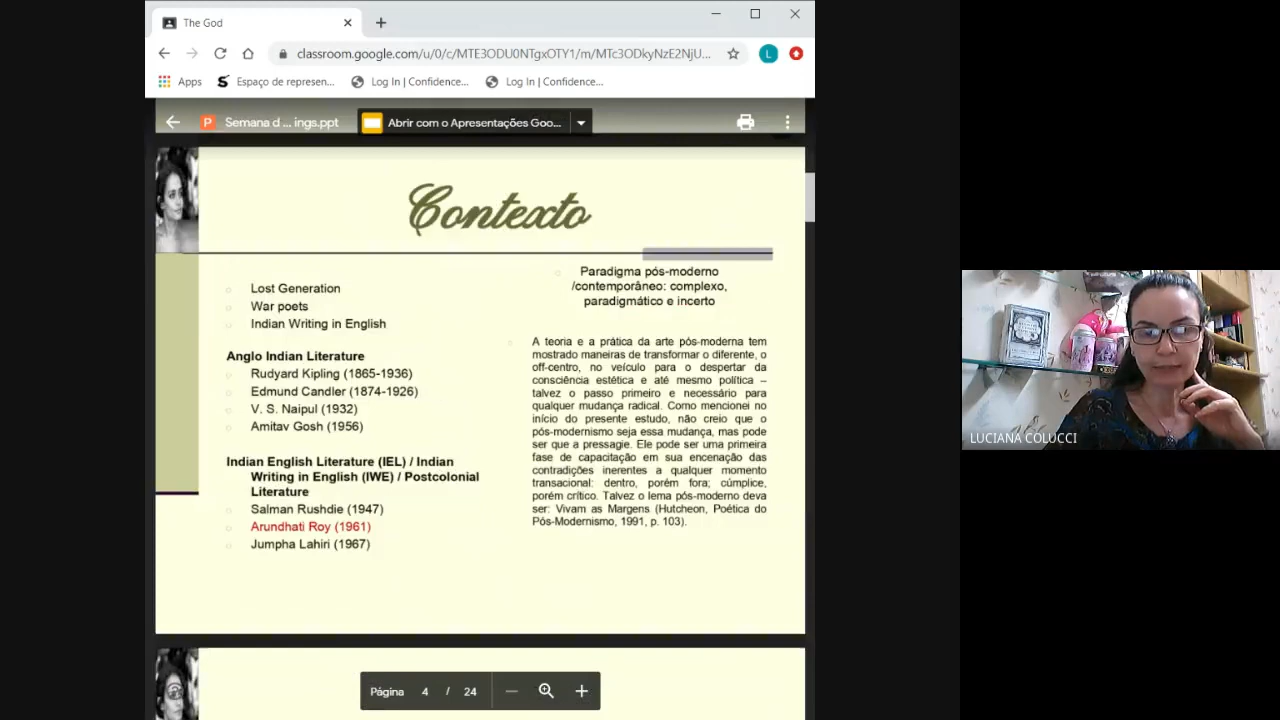 The God
classroom.google.com/u/0/c/MTE3ODU0NTgxOTY1/m/MTc3ODkyNzE2NjU...
L
Apps
Espaço de represen...
Log In | Confidence...
Log In | Confidence...
P
Semana d ... ings.ppt
Abrir com o Apresentações Goo...
Contexto
Lost Generation
War poets
Indian Writing in English
Anglo Indian Literature
Rudyard Kipling (1865-1936)
Edmund Candler (1874-1926)
V. S. Naipul (1932)
Amitav Gosh (1956)
Indian English Literature (IEL) / Indian
Writing in English (IWE) / Postcolonial
Literature
Salman Rushdie (1947)
Arundhati Roy (1961)
Jumpha Lahiri (1967)
Paradigma pós-moderno
/contemporâneo: complexo,
paradigmático e incerto
A teoria e a prática da arte pós-moderna tem
mostrado maneiras de transformar o diferente, o
off-centro, no veículo para o despertar da
consciência estética e até mesmo política –
talvez o passo primeiro e necessário para
qualquer mudança radical. Como mencionei no
início do presente estudo, não creio que o
pós-modernismo seja essa mudança, mas pode
ser que a pressagie. Ele pode ser uma primeira
fase de capacitação em sua encenação das
contradições inerentes a qualquer momento
transacional: dentro, porém fora; cúmplice,
porém crítico. Talvez o lema pós-moderno deva
ser: Vivam as Margens (Hutcheon, Poética do
Pós-Modernismo, 1991, p. 103).
Página 4 / 24
LUCIANA COLUCCI